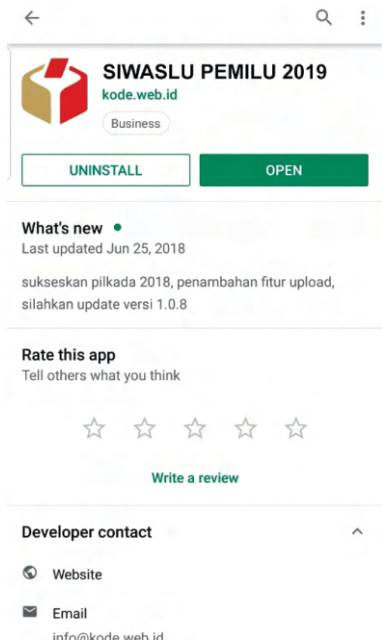 SIWASLU PEMILU 2019
kode.web.id
Business
UNINSTALL
OPEN
What's new
Last updated Jun 25, 2018
sukseskan pilkada 2018, penambahan fitur upload,
silahkan update versi 1.0.8
Rate this app
Tell others what you think
Write a review
Developer contact
Website
Email
info@kode.web.id